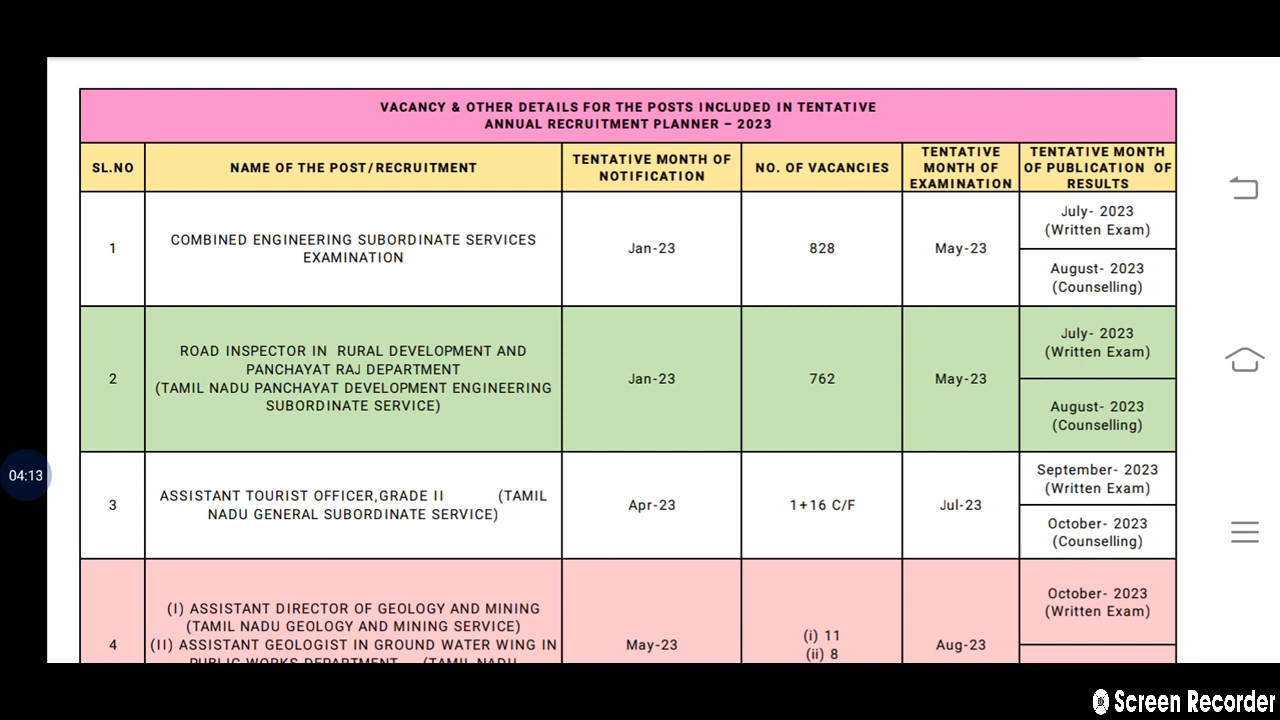 VACANCY & OTHER DETAILS FOR THE POSTS INCLUDED IN TENTATIVE
ANNUAL RECRUITMENT PLANNER – 2023
SL.NO
NAME OF THE POST/RECRUITMENT
TENTATIVE MONTH OF
NOTIFICATION
NO. OF VACANCIES
TENTATIVE
MONTH OF
EXAMINATION
TENTATIVE MONTH
OF PUBLICATION OF
RESULTS
1
COMBINED ENGINEERING SUBORDINATE SERVICES
EXAMINATION
Jan-23
828
May-23
July- 2023
(Written Exam)
August- 2023
(Counselling)
2
ROAD INSPECTOR IN RURAL DEVELOPMENT AND
PANCHAYAT RAJ DEPARTMENT
(TAMIL NADU PANCHAYAT DEVELOPMENT ENGINEERING
SUBORDINATE SERVICE)
Jan-23
762
May-23
July- 2023
(Written Exam)
August- 2023
(Counselling)
3
ASSISTANT TOURIST OFFICER,GRADE II (TAMIL
NADU GENERAL SUBORDINATE SERVICE)
Apr-23
1+16 C/F
Jul-23
September- 2023
(Written Exam)
October- 2023
(Counselling)
4
(I) ASSISTANT DIRECTOR OF GEOLOGY AND MINING
(TAMIL NADU GEOLOGY AND MINING SERVICE)
(II) ASSISTANT GEOLOGIST IN GROUND WATER WING IN
PUBLIC WORKS DEPARTMENT (TAMIL NADU
May-23
(i) 11
(ii) 8
Aug-23
October- 2023
(Written Exam)
04:13
Screen Recorder